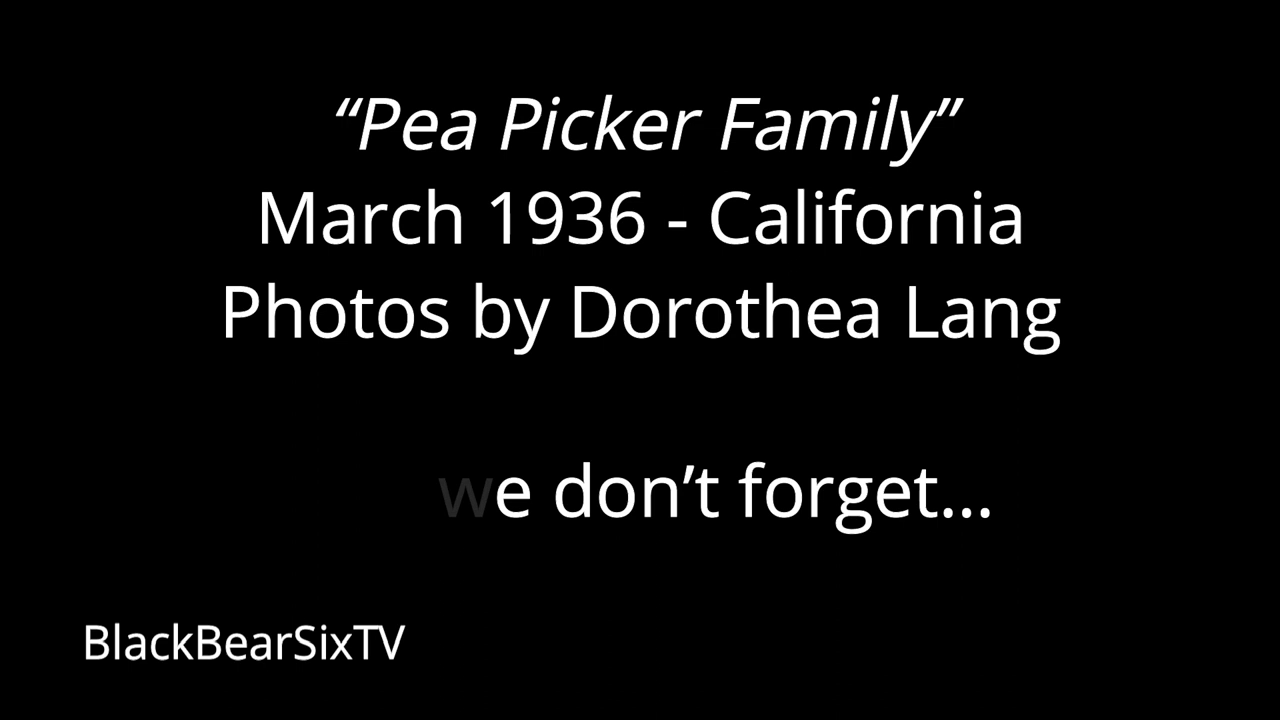 “Pea Picker Family”
March 1936 - California
Photos by Dorothea Lang
we don’t forget...
BlackBearSixTV